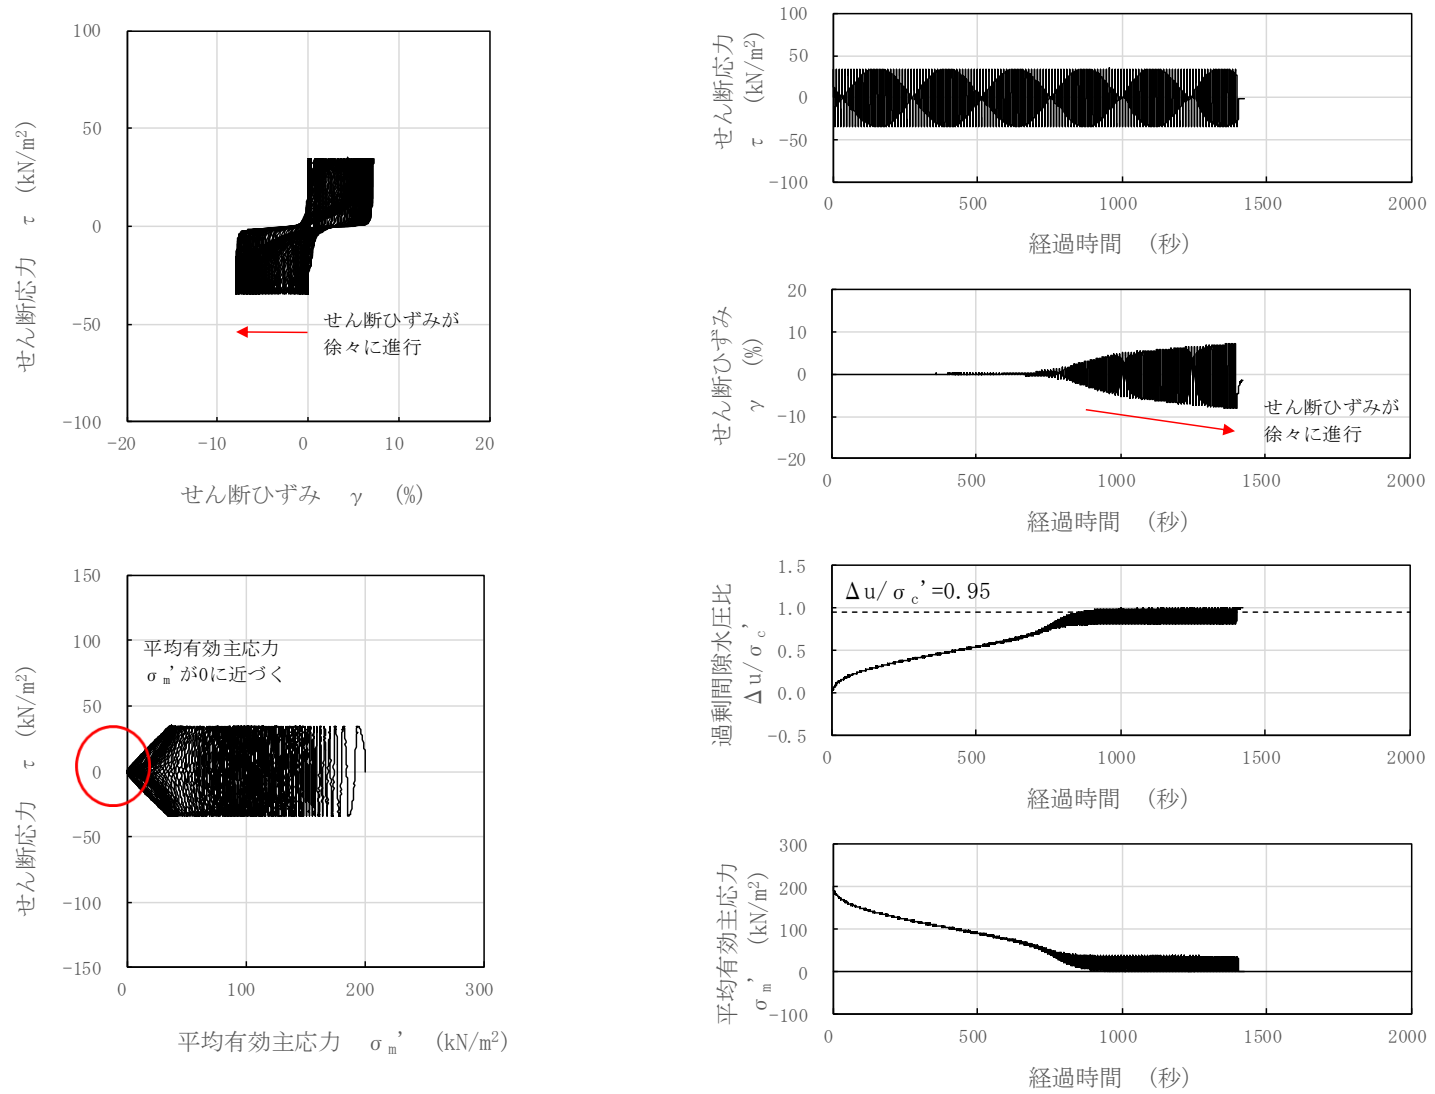 100
50
0
-50
-100
せん断応力 τ (kN/m²)
せん断ひずみが
徐々に進行
-20
-10
0
10
20
せん断ひずみ γ (%)
100
50
0
-50
-100
せん断応力
τ (kN/m²)
0
500
1000
1500
2000
経過時間 (秒)
20
10
0
-10
-20
せん断ひずみ
γ (%)
せん断ひずみが
徐々に進行
0
500
1000
1500
2000
経過時間 (秒)
150
100
50
0
-50
-100
-150
せん断応力 τ (kN/m²)
平均有効主応力
σm'が0に近づく
0
100
200
300
平均有効主応力 σm' (kN/m²)
1.5
1.0
0.5
0.0
-0.5
過剰間隙水圧比
Δu/σc'
Δu/σc'=0.95
0
500
1000
1500
2000
経過時間 (秒)
300
200
100
0
-100
平均有効主応力
σm' (kN/m²)
0
500
1000
1500
2000
経過時間 (秒)